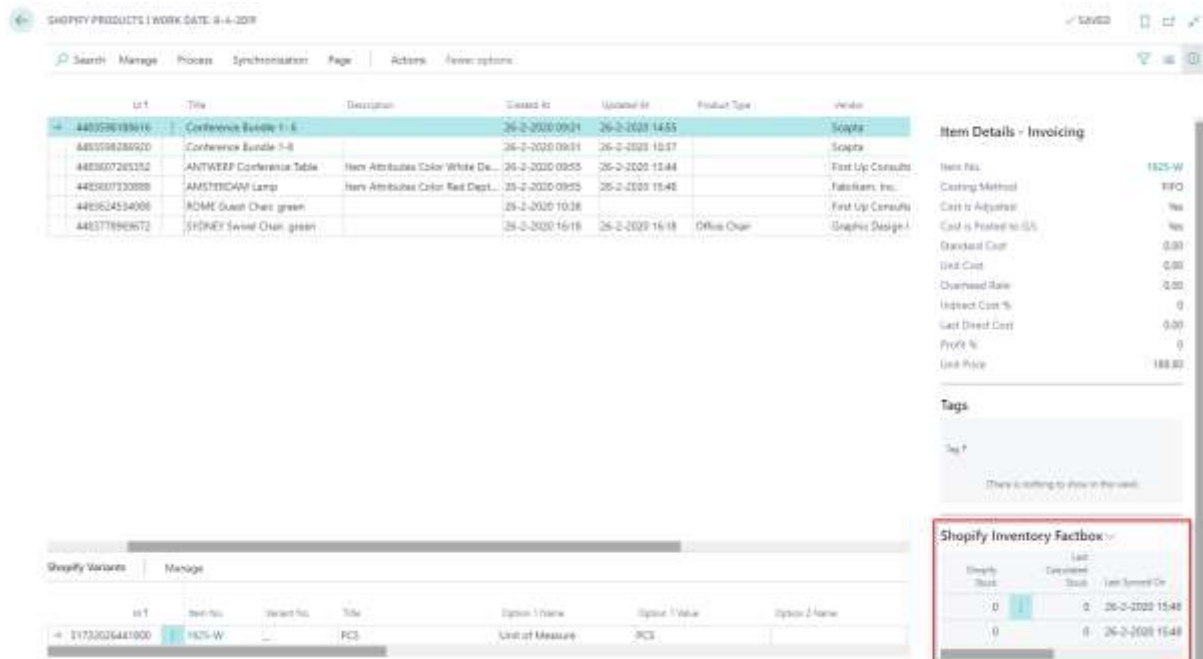 SHOPIFY PRODUCTS | WORK DATE: 8-4-2019
SAVED
Search Manage Process Synchronisation Page Actions Fewer options
Id ↑ Title Description Created At Updated At Product Type Vendor
Conference Bundle 1-6 26-2-2020 09:21 26-2-2020 14:55 Scapta
Conference Bundle 1-8 26-2-2020 09:31 26-2-2020 10:57 Scapta
4483607265352 ANTWERP Conference Table Item Attributes Color White De... 26-2-2020 09:55 26-2-2020 15:44 First Up Consulta
AMSTERDAM Lamp Item Attributes Color Red Dept... 26-2-2020 09:55 26-2-2020 15:48 Fabrikam, Inc.
4483624534088 ROME Guest Chair, green 26-2-2020 10:38 First Up Consulta
4483778969672 SYDNEY Swivel Chair, green 26-2-2020 16:18 26-2-2020 16:18 Office Chair Graphic Design I
Item Details - Invoicing
Item No. 1925-W
Costing Method FIFO
Cost is Adjusted Yes
Cost is Posted to G/L Yes
Standard Cost 0.00
Unit Cost 0.00
Overhead Rate 0.00
Indirect Cost % 0
Last Direct Cost 0.00
Profit % 0
Unit Price
Tags
Tag ↑
(There is nothing to show in this view)
Shopify Inventory Factbox
Shopify Stock Last Calculated Stock Last Synced On
0 0 26-2-2020 15:48
0 0 26-2-2020 15:48
Shopify Variants Manage
Id ↑ Item No. Variant No. Title Option 1 Name Option 1 Value Option 2 Name
31733026441800 1925-W PCS Unit of Measure PCS